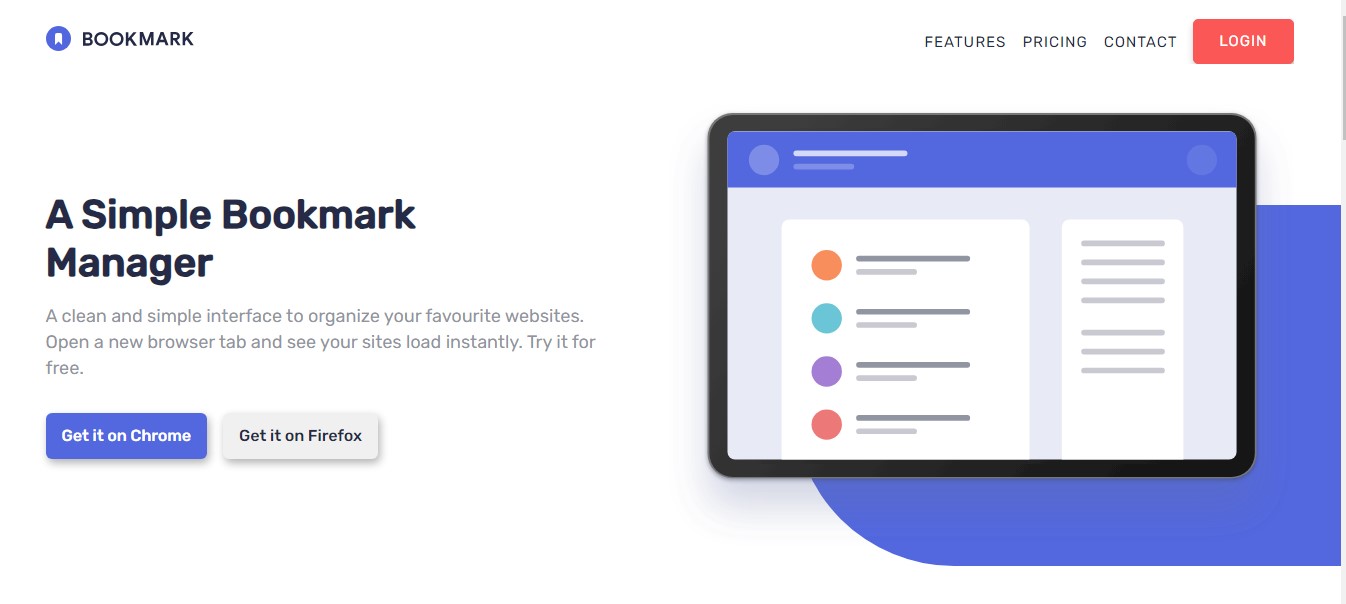 BOOKMARK
FEATURES PRICING CONTACT LOGIN
A Simple Bookmark
Manager
A clean and simple interface to organize your favourite websites.
Open a new browser tab and see your sites load instantly. Try it for
free.
Get it on Chrome Get it on Firefox